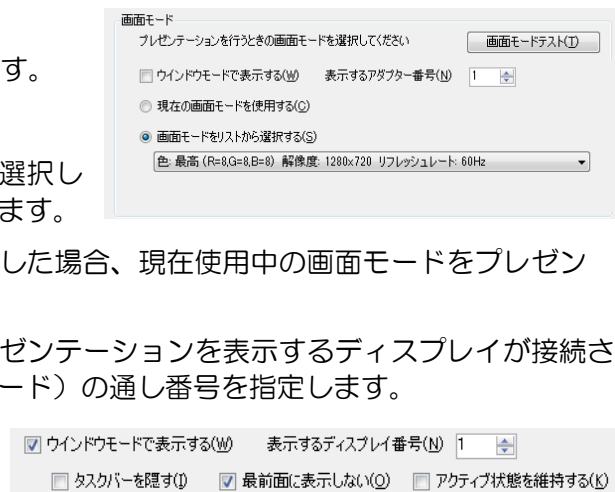 画面モード
プレゼンテーションを行うときの画面モードを選択してください
画面モードテスト(T)
ウインドウモードで表示する(W) 表示するアダプター番号(N) 1
現在の画面モードを使用する(C)
画面モードをリストから選択する(S)
色: 最高 (R=8,G=8,B=8) 解像度: 1280x720 リフレッシュレート: 60Hz
す。
選択し
ます。
した場合、現在使用中の画面モードをプレゼン
ゼンテーションを表示するディスプレイが接続さ
ード）の通し番号を指定します。
ウインドウモードで表示する(W) 表示するディスプレイ番号(N) 1
タスクバーを隠す(I) 最前面に表示しない(O) アクティブ状態を維持する(K)